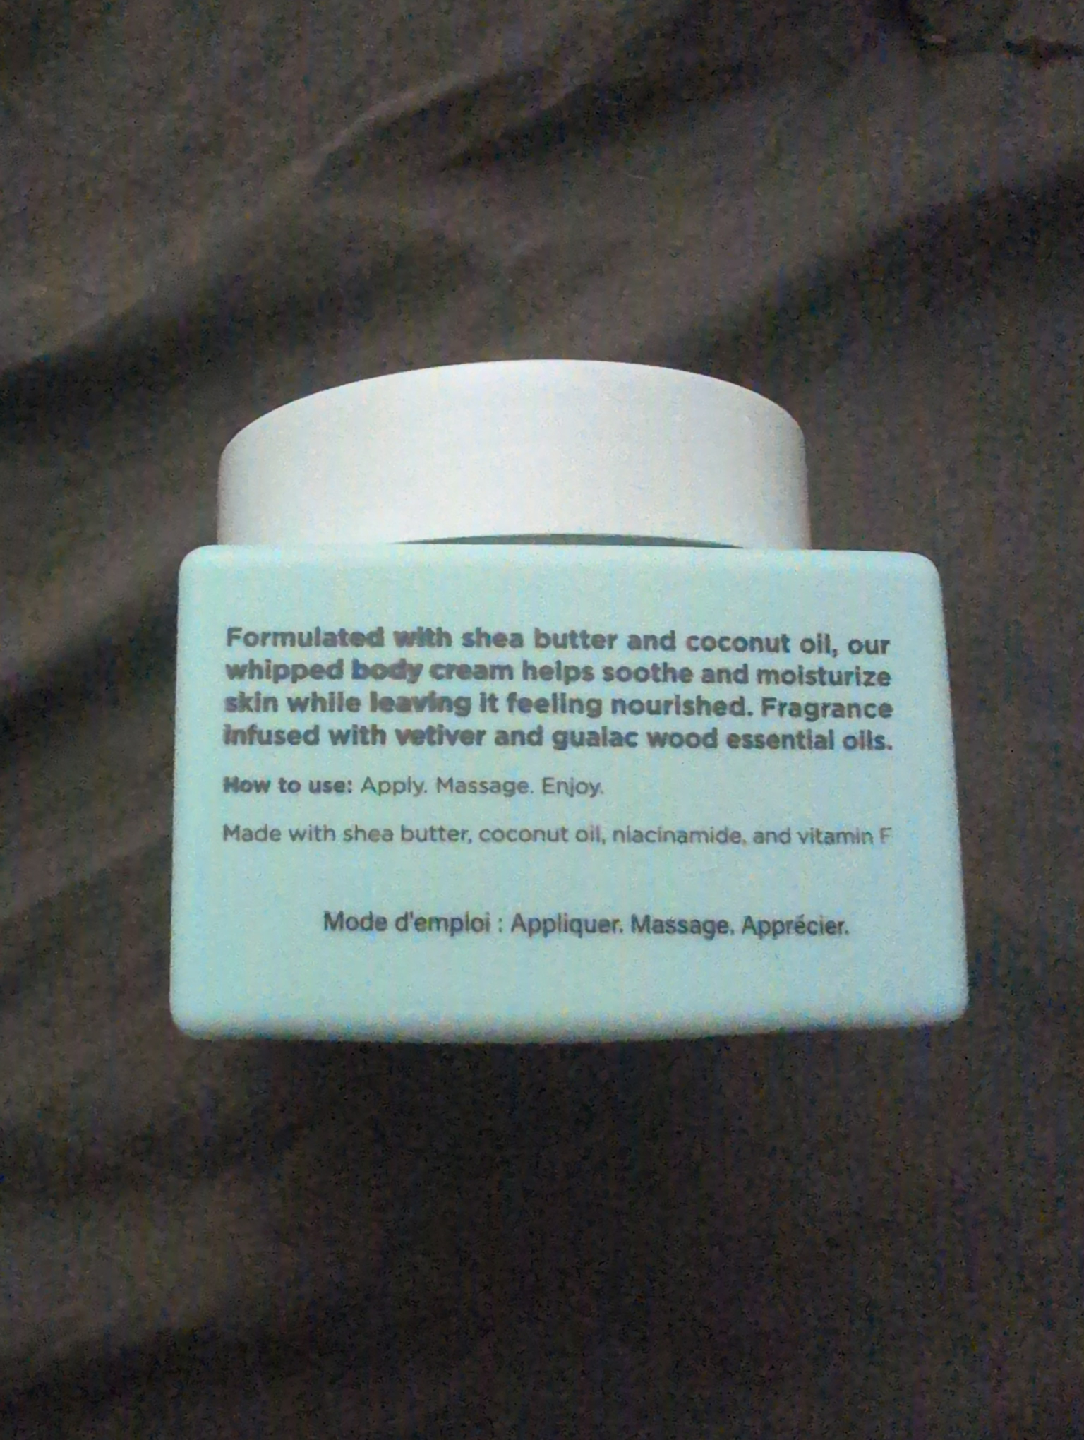 Formulated with shea butter and coconut oil, our
whipped body cream helps soothe and moisturize
skin while leaving it feeling nourished. Fragrance
infused with vetiver and guaiac wood essential oils.
How to use: Apply. Massage. Enjoy.
Made with shea butter, coconut oil, niacinamide, and vitamin
Mode d'emploi : Appliquer. Massage. Apprécier.